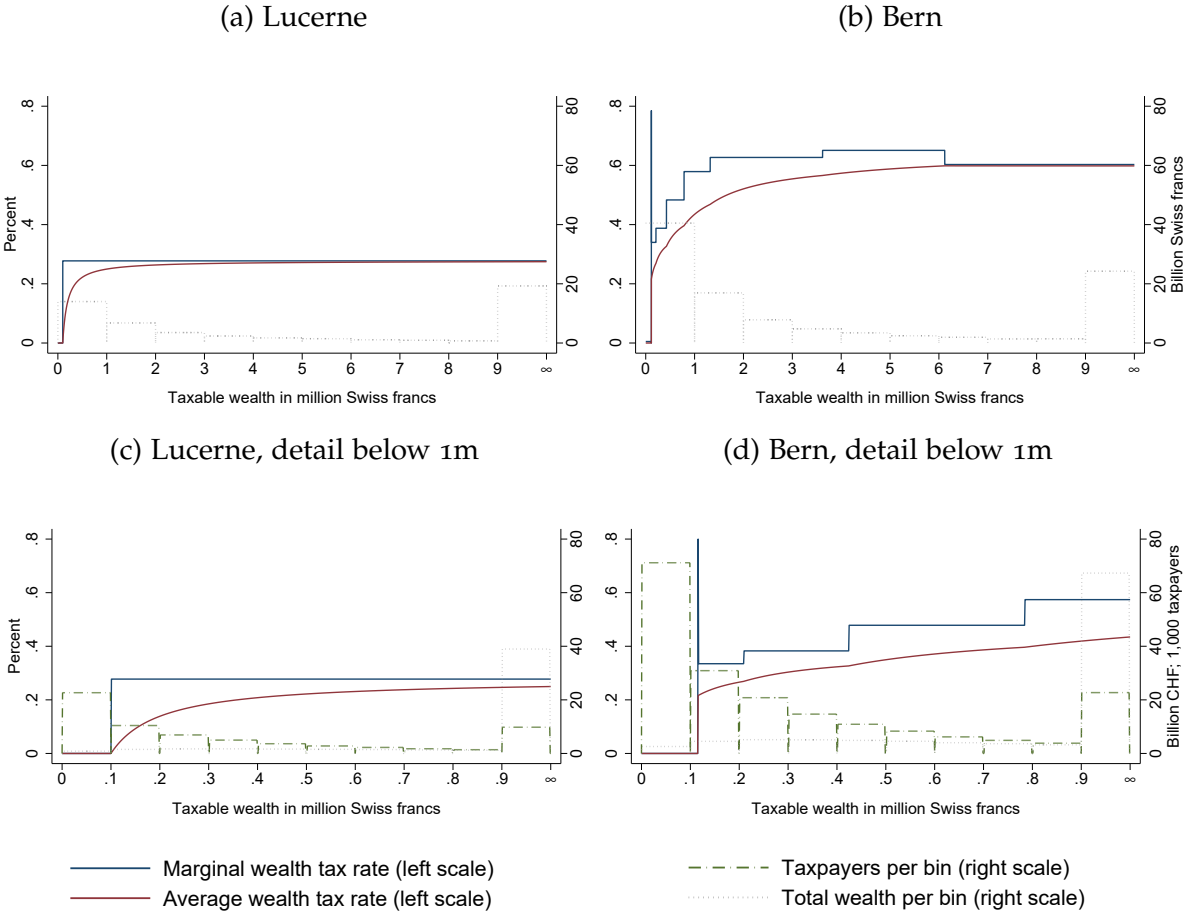 (a) Lucerne
(b) Bern
Percent
0 .2 .4 .6 .8
0 20 40 60 80
0 1 2 3 4 5 6 7 8 9 ∞
Taxable wealth in million Swiss francs
0 .2 .4 .6 .8
0 20 40 60 80
Billion Swiss francs
0 1 2 3 4 5 6 7 8 9 ∞
Taxable wealth in million Swiss francs
(c) Lucerne, detail below 1m
(d) Bern, detail below 1m
Percent
0 .2 .4 .6 .8
0 20 40 60 80
0 .1 .2 .3 .4 .5 .6 .7 .8 .9 ∞
Taxable wealth in million Swiss francs
0 .2 .4 .6 .8
0 20 40 60 80
Billion CHF; 1,000 taxpayers
0 .1 .2 .3 .4 .5 .6 .7 .8 .9 ∞
Taxable wealth in million Swiss francs
Marginal wealth tax rate (left scale)
Average wealth tax rate (left scale)
Taxpayers per bin (right scale)
Total wealth per bin (right scale)